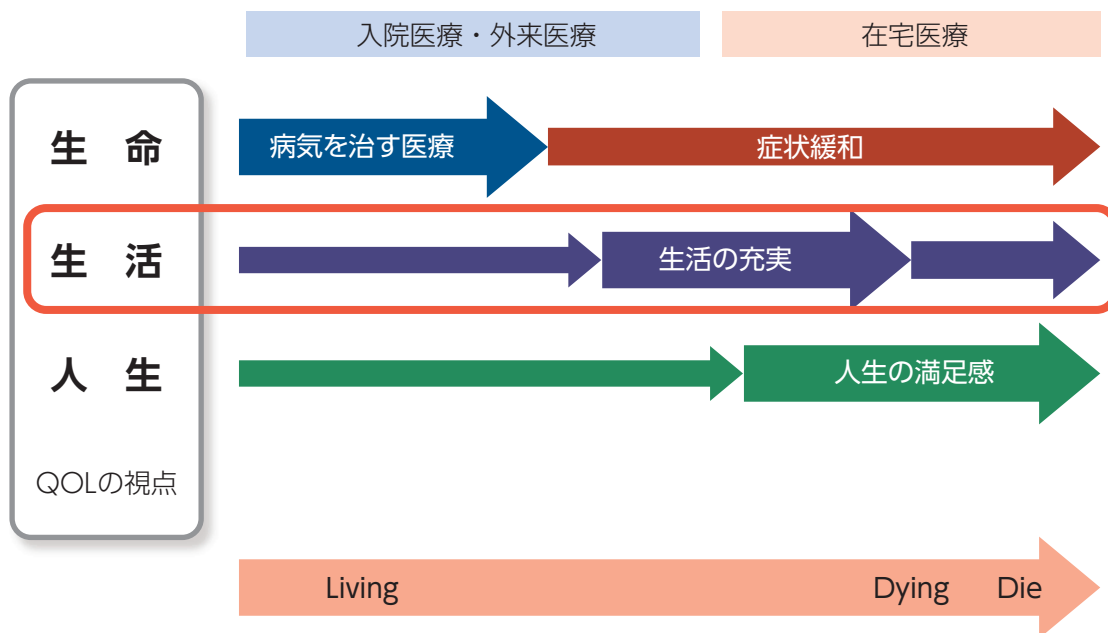 入院医療・外来医療
在宅医療
生 命
病気を治す医療
症状緩和
生 活
生活の充実
人 生
人生の満足感
QOLの視点
Living
Dying
Die